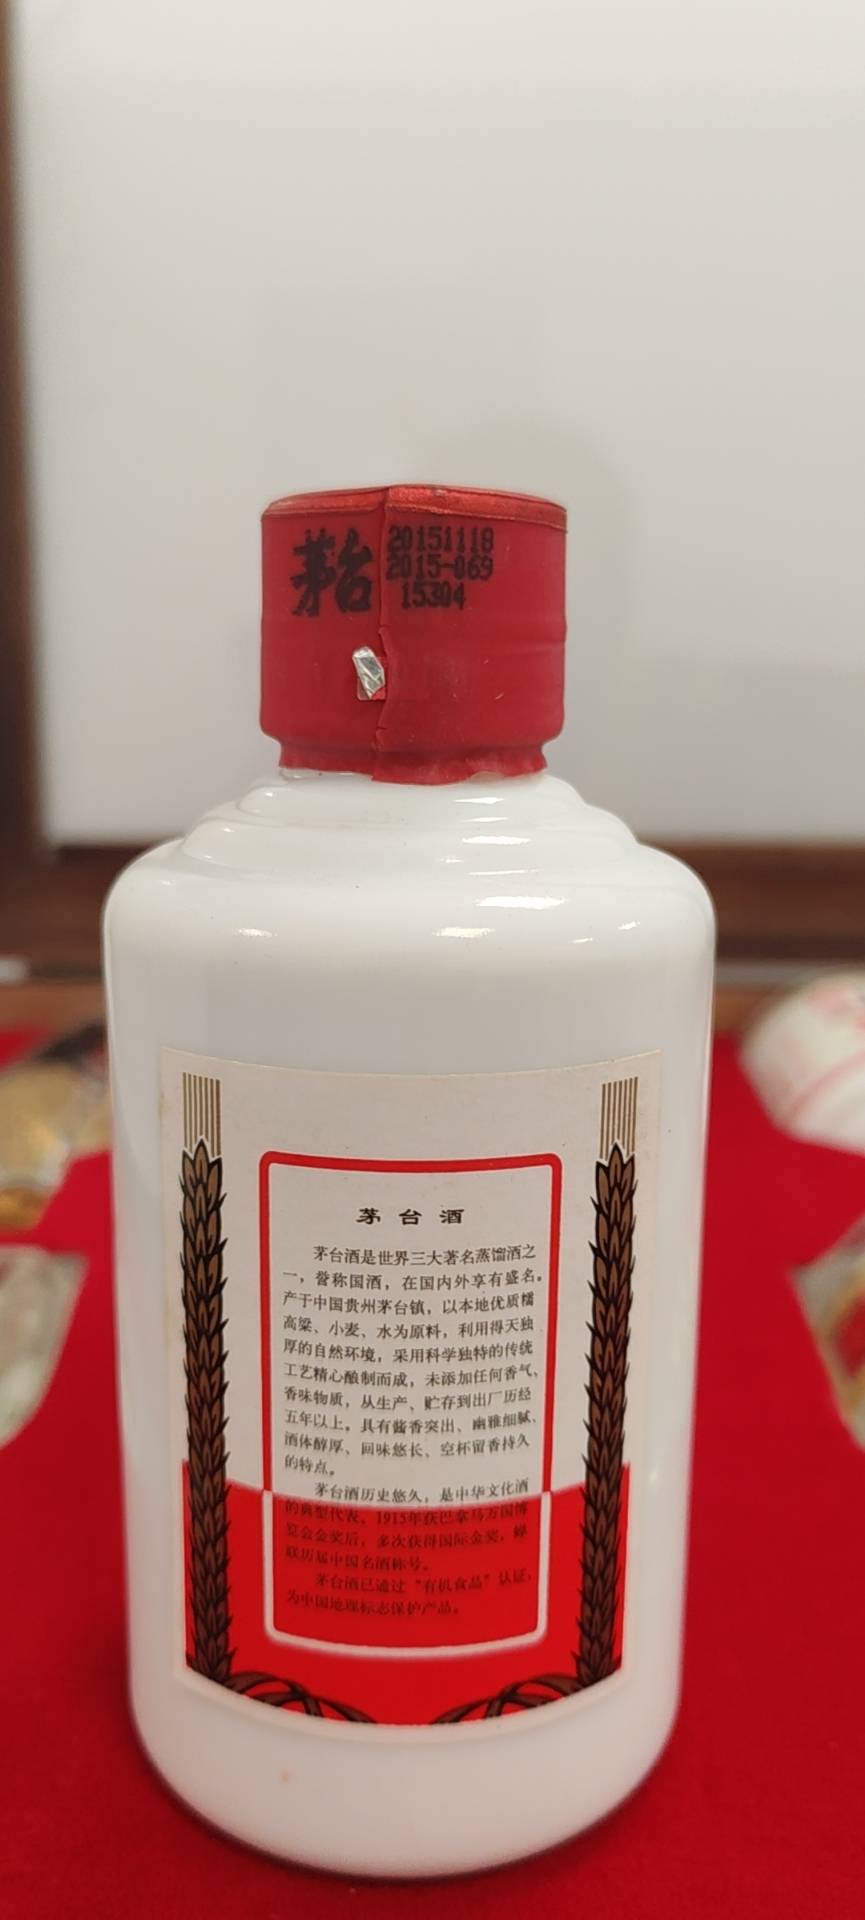 茅台
20151118
2015-069
15304
茅台酒
茅台酒是世界三大著名蒸馏酒之
一，誉称国酒，在国内外享有盛名。
产于中国贵州茅台镇，以本地优质糯
高粱、小麦、水为原料，利用得天独
厚的自然环境，采用科学独特的传统
工艺精心酿制而成，未添加任何香气、
香味物质，从生产、贮存到出厂历经
五年以上。具有酱香突出、幽雅细腻、
酒体醇厚、回味悠长、空杯留香持久
的特点。
茅台酒历史悠久，是中华文化酒
的典型代表，1915年获巴拿马万国博
览会金奖后，多次获得国际金奖，蝉
联历届中国名酒称号。
茅台酒已通过“有机食品”认证，
为中国地理标志保护产品。